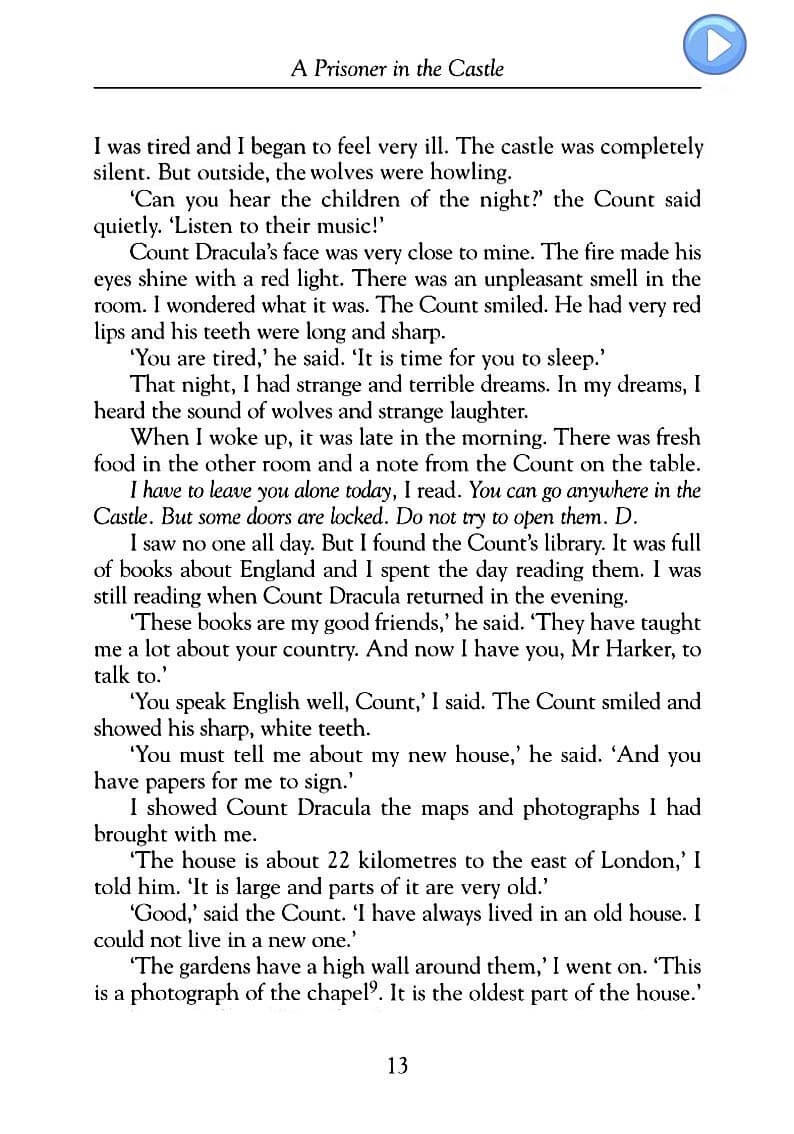 A Prisoner in the Castle
I was tired and I began to feel very ill. The castle was completely
silent. But outside, the wolves were howling.
‘Can you hear the children of the night?’ the Count said
quietly. ‘Listen to their music!’
Count Dracula’s face was very close to mine. The fire made his
eyes shine with a red light. There was an unpleasant smell in the
room. I wondered what it was. The Count smiled. He had very red
lips and his teeth were long and sharp.
‘You are tired,’ he said. ‘It is time for you to sleep.’
That night, I had strange and terrible dreams. In my dreams, I
heard the sound of wolves and strange laughter.
When I woke up, it was late in the morning. There was fresh
food in the other room and a note from the Count on the table.
I have to leave you alone today, I read. You can go anywhere in the
Castle. But some doors are locked. Do not try to open them. D.
I saw no one all day. But I found the Count’s library. It was full
of books about England and I spent the day reading them. I was
still reading when Count Dracula returned in the evening.
‘These books are my good friends,’ he said. ‘They have taught
me a lot about your country. And now I have you, Mr Harker, to
talk to.’
‘You speak English well, Count,’ I said. The Count smiled and
showed his sharp, white teeth.
‘You must tell me about my new house,’ he said. ‘And you
have papers for me to sign.’
I showed Count Dracula the maps and photographs I had
brought with me.
‘The house is about 22 kilometres to the east of London,’ I
told him. ‘It is large and parts of it are very old.’
‘Good,’ said the Count. ‘I have always lived in an old house. I
could not live in a new one.’
‘The gardens have a high wall around them,’ I went on. ‘This
is a photograph of the chapel⁹. It is the oldest part of the house.’
13